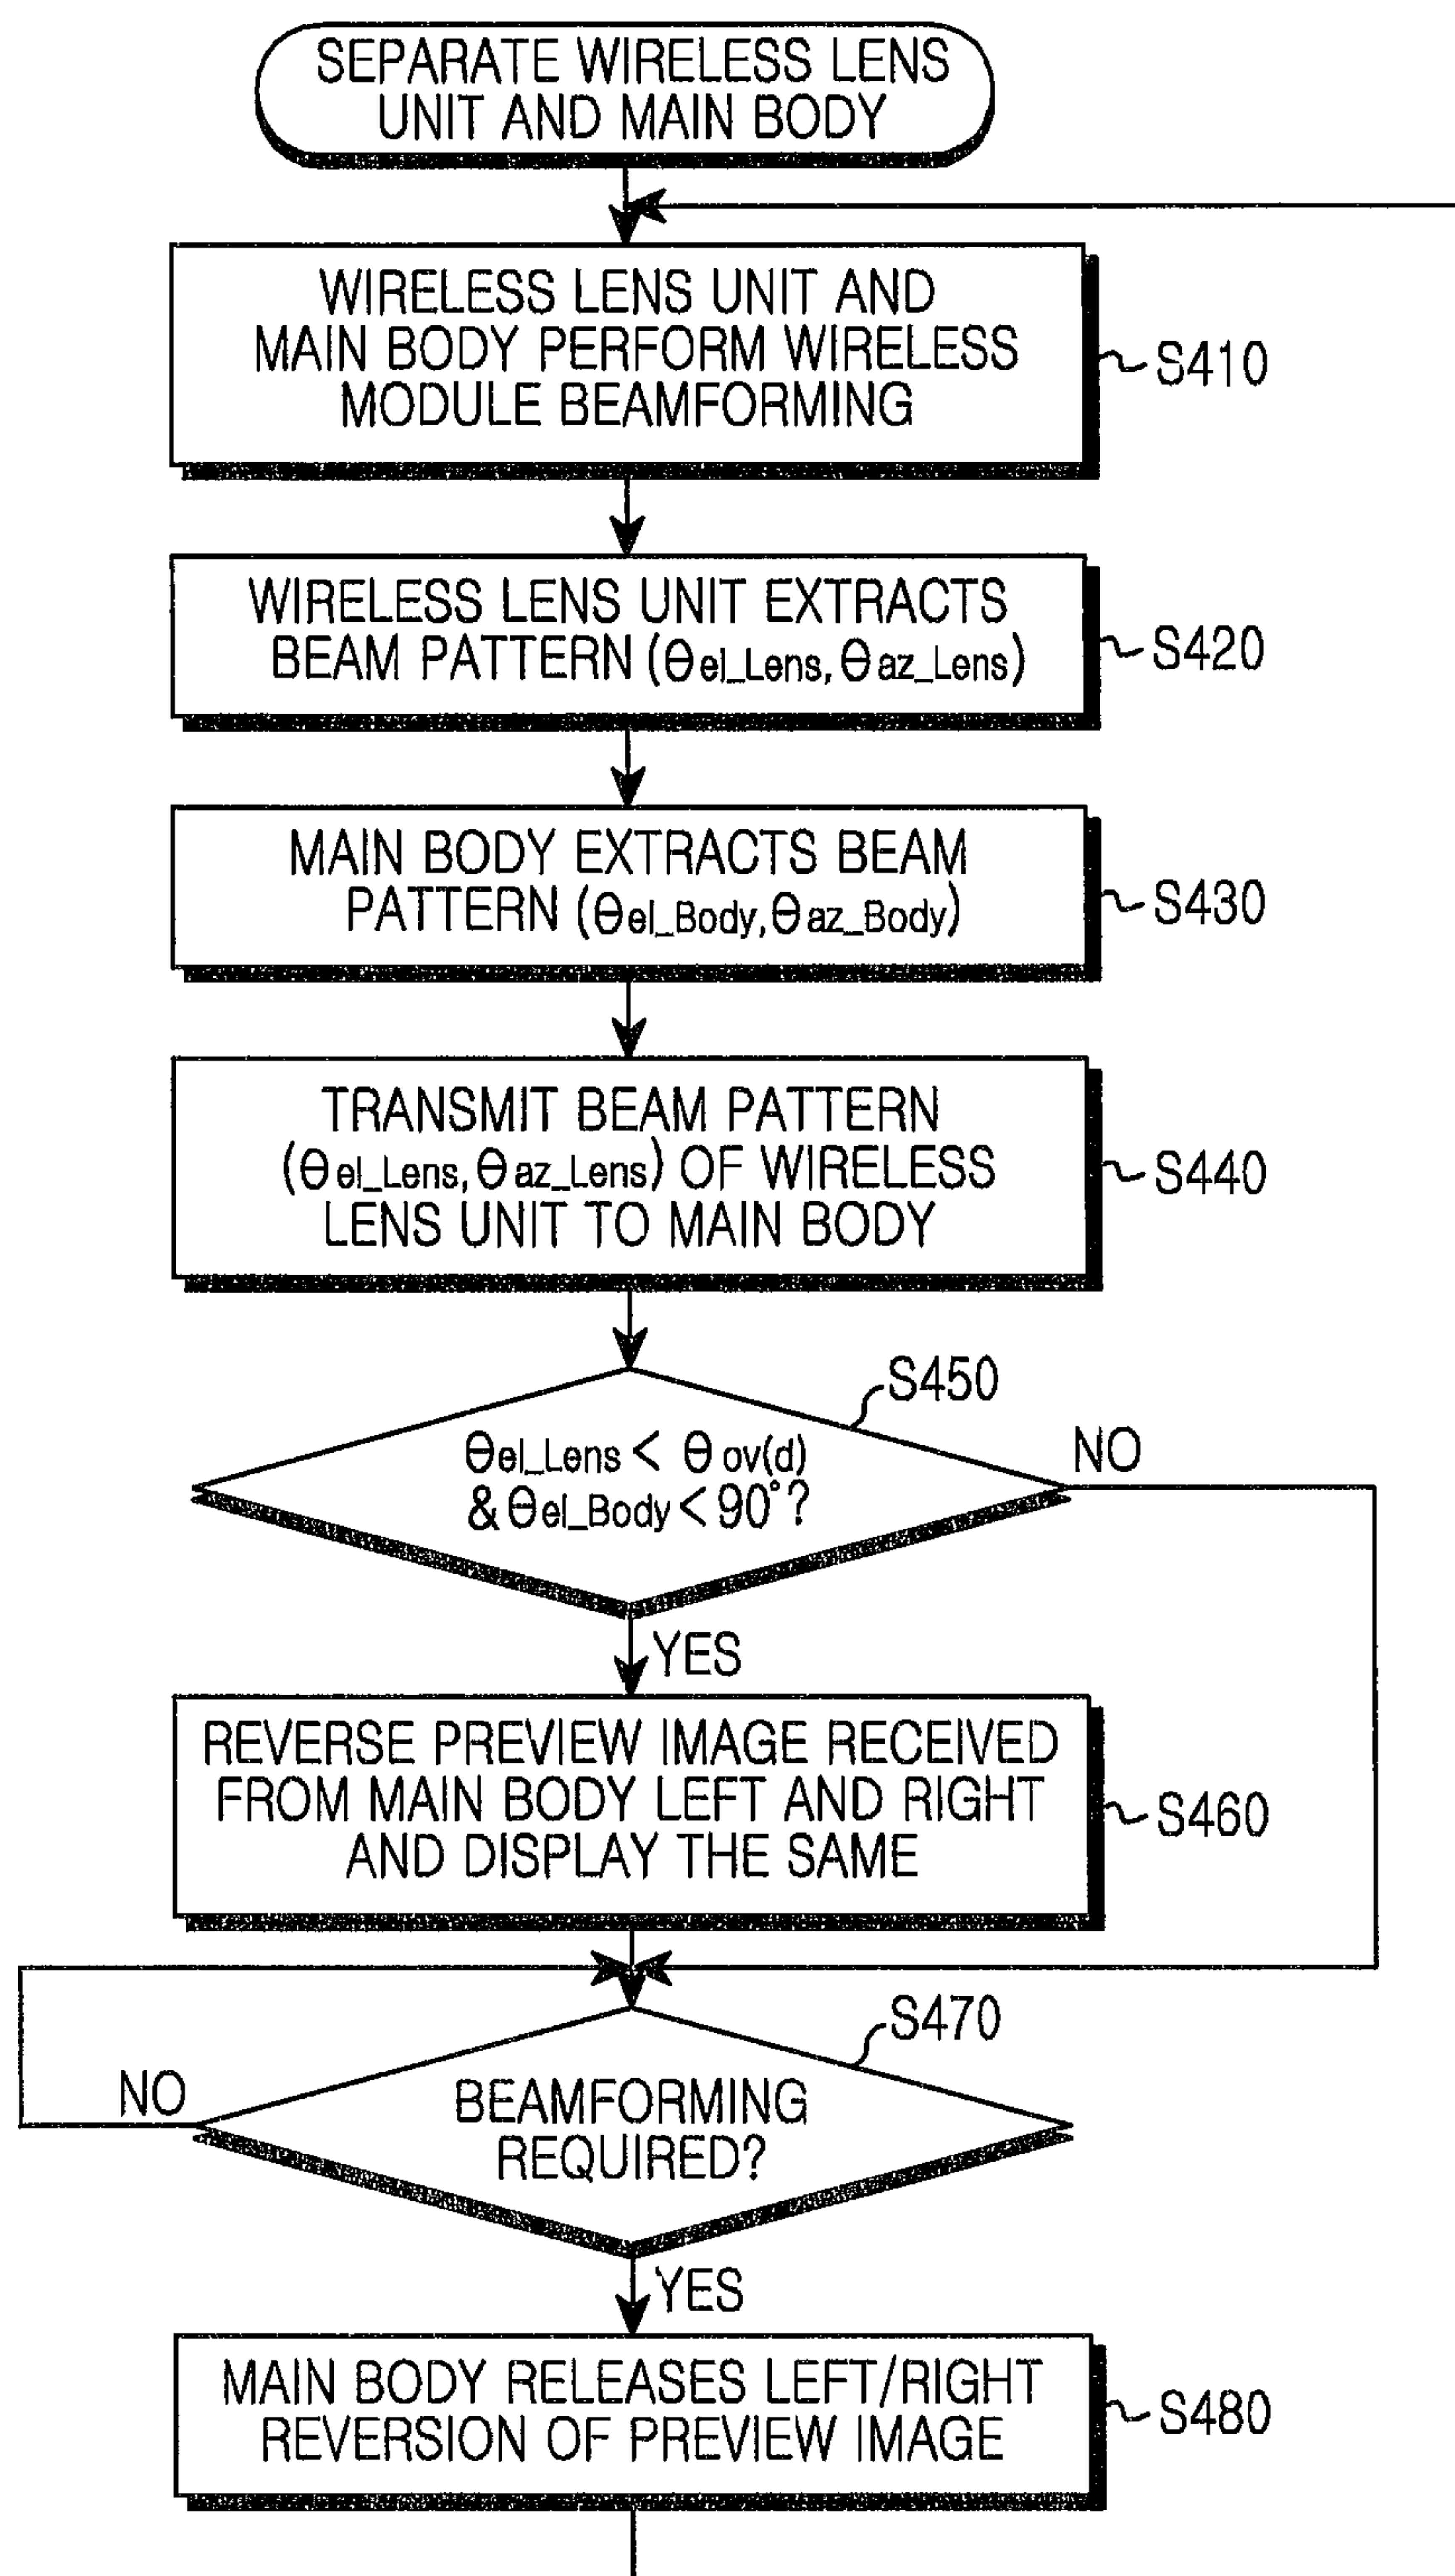 SEPARATE WIRELESS LENS
UNIT AND MAIN BODY
WIRELESS LENS UNIT AND
MAIN BODY PERFORM WIRELESS
MODULE BEAMFORMING
S410
WIRELESS LENS UNIT EXTRACTS
BEAM PATTERN (θel_Lens, θaz_Lens)
S420
MAIN BODY EXTRACTS BEAM
PATTERN (θel_Body, θaz_Body)
S430
TRANSMIT BEAM PATTERN
(θel_Lens, θaz_Lens) OF WIRELESS
LENS UNIT TO MAIN BODY
S440
S450
θel_Lens < θov(d)
& θel_Body < 90°?
NO
YES
REVERSE PREVIEW IMAGE RECEIVED
FROM MAIN BODY LEFT AND RIGHT
AND DISPLAY THE SAME
S460
S470
BEAMFORMING
REQUIRED?
NO
YES
MAIN BODY RELEASES LEFT/RIGHT
REVERSION OF PREVIEW IMAGE
S480